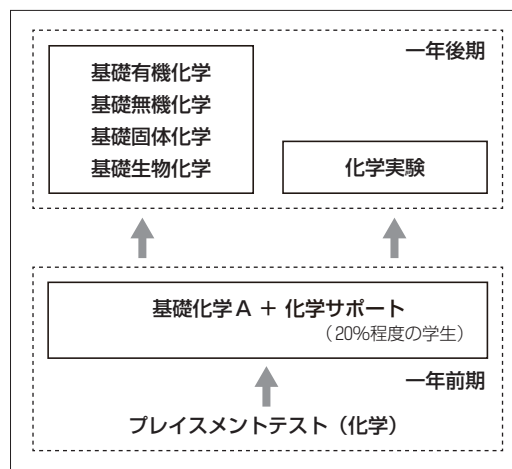 一年後期
基礎有機化学
基礎無機化学
基礎固体化学
基礎生物化学
化学実験
基礎化学A + 化学サポート
(20%程度の学生)
一年前期
プレイスメントテスト(化学)